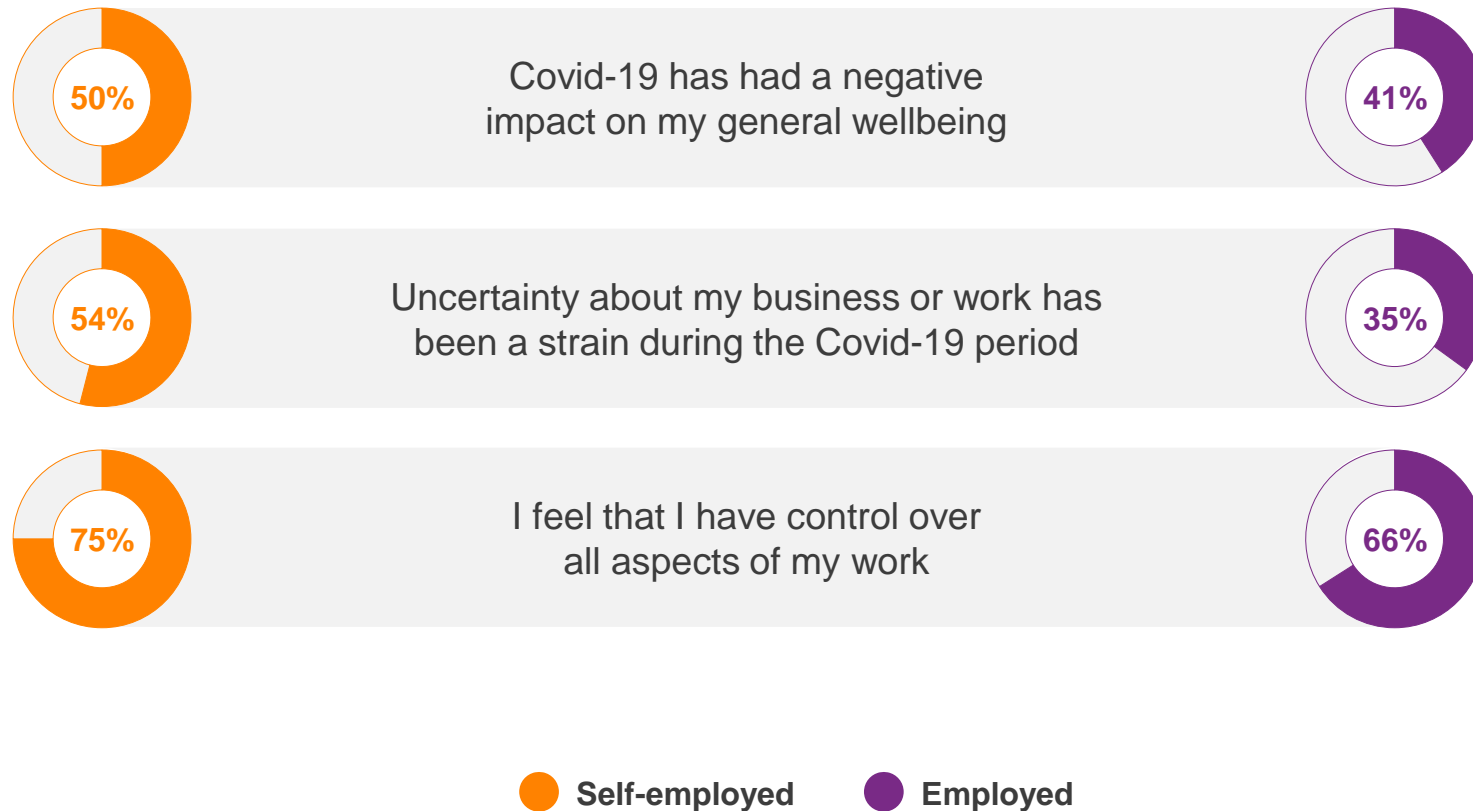 50%
Covid-19 has had a negative
impact on my general wellbeing
41%
54%
Uncertainty about my business or work has
been a strain during the Covid-19 period
35%
75%
I feel that I have control over
all aspects of my work
66%
Self-employed
Employed